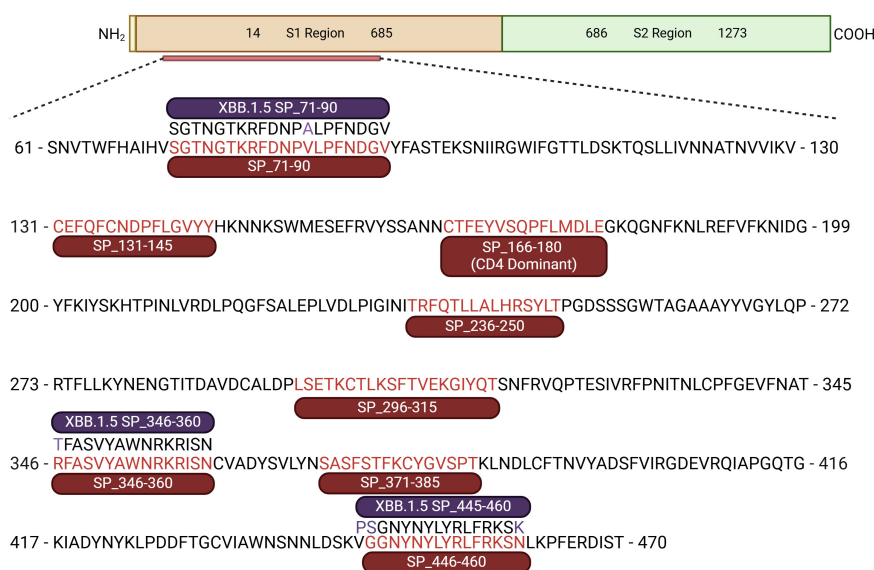 NH2 14 S1 Region 685 686 S2 Region 1273 COOH
XBB.1.5 SP_71-90
SGTNGTKRFDNPALPFNDGV
61 - SNVTWFHAIHVSGTNGTKRFDNPVLPFNDGVYFASTEKSNIIRGWIFGTTLDSKTQSLLIVNNATNVVIKV - 130
SP_71-90
131 - CEFQFCNDPFLGVYYHKNNKSWMESEFRVYSSANNCTFEYVSQPFLMDLEGKQGNFKNLREFVFKNIDG - 199
SP_131-145 SP_166-180
(CD4 Dominant)
200 - YFKIYSKHTPINLVRDLPQGFSALEPLVDLPIGINITRFQTLLALHRSYLTPGDSSSGWTAGAAAYYVGYLQP - 272
SP_236-250
273 - RTFLLKYNENGTITDAVDCALDPLSETKCTLKSFTVEKGIYQTSNFRVQPTESIVRFPNITNLCPFGEVFNAT - 345
SP_296-315
XBB.1.5 SP_346-360
TFASVYAWNRKRISN
346 - RFASVYAWNRKRISNCVADYSVLYNSASFSTFKCYGVSPTKLNDLCFTNVYADSFVIRGDEVRQIAPGQTG - 416
SP_346-360 SP_371-385
XBB.1.5 SP_445-460
PSGNYNYLYRLFRKSK
417 - KIADYNYKLPDDFTGCVIAWNSNNLDSKVGGNYNYLYRLFRKSNLKPFERDIST - 470
SP_446-460